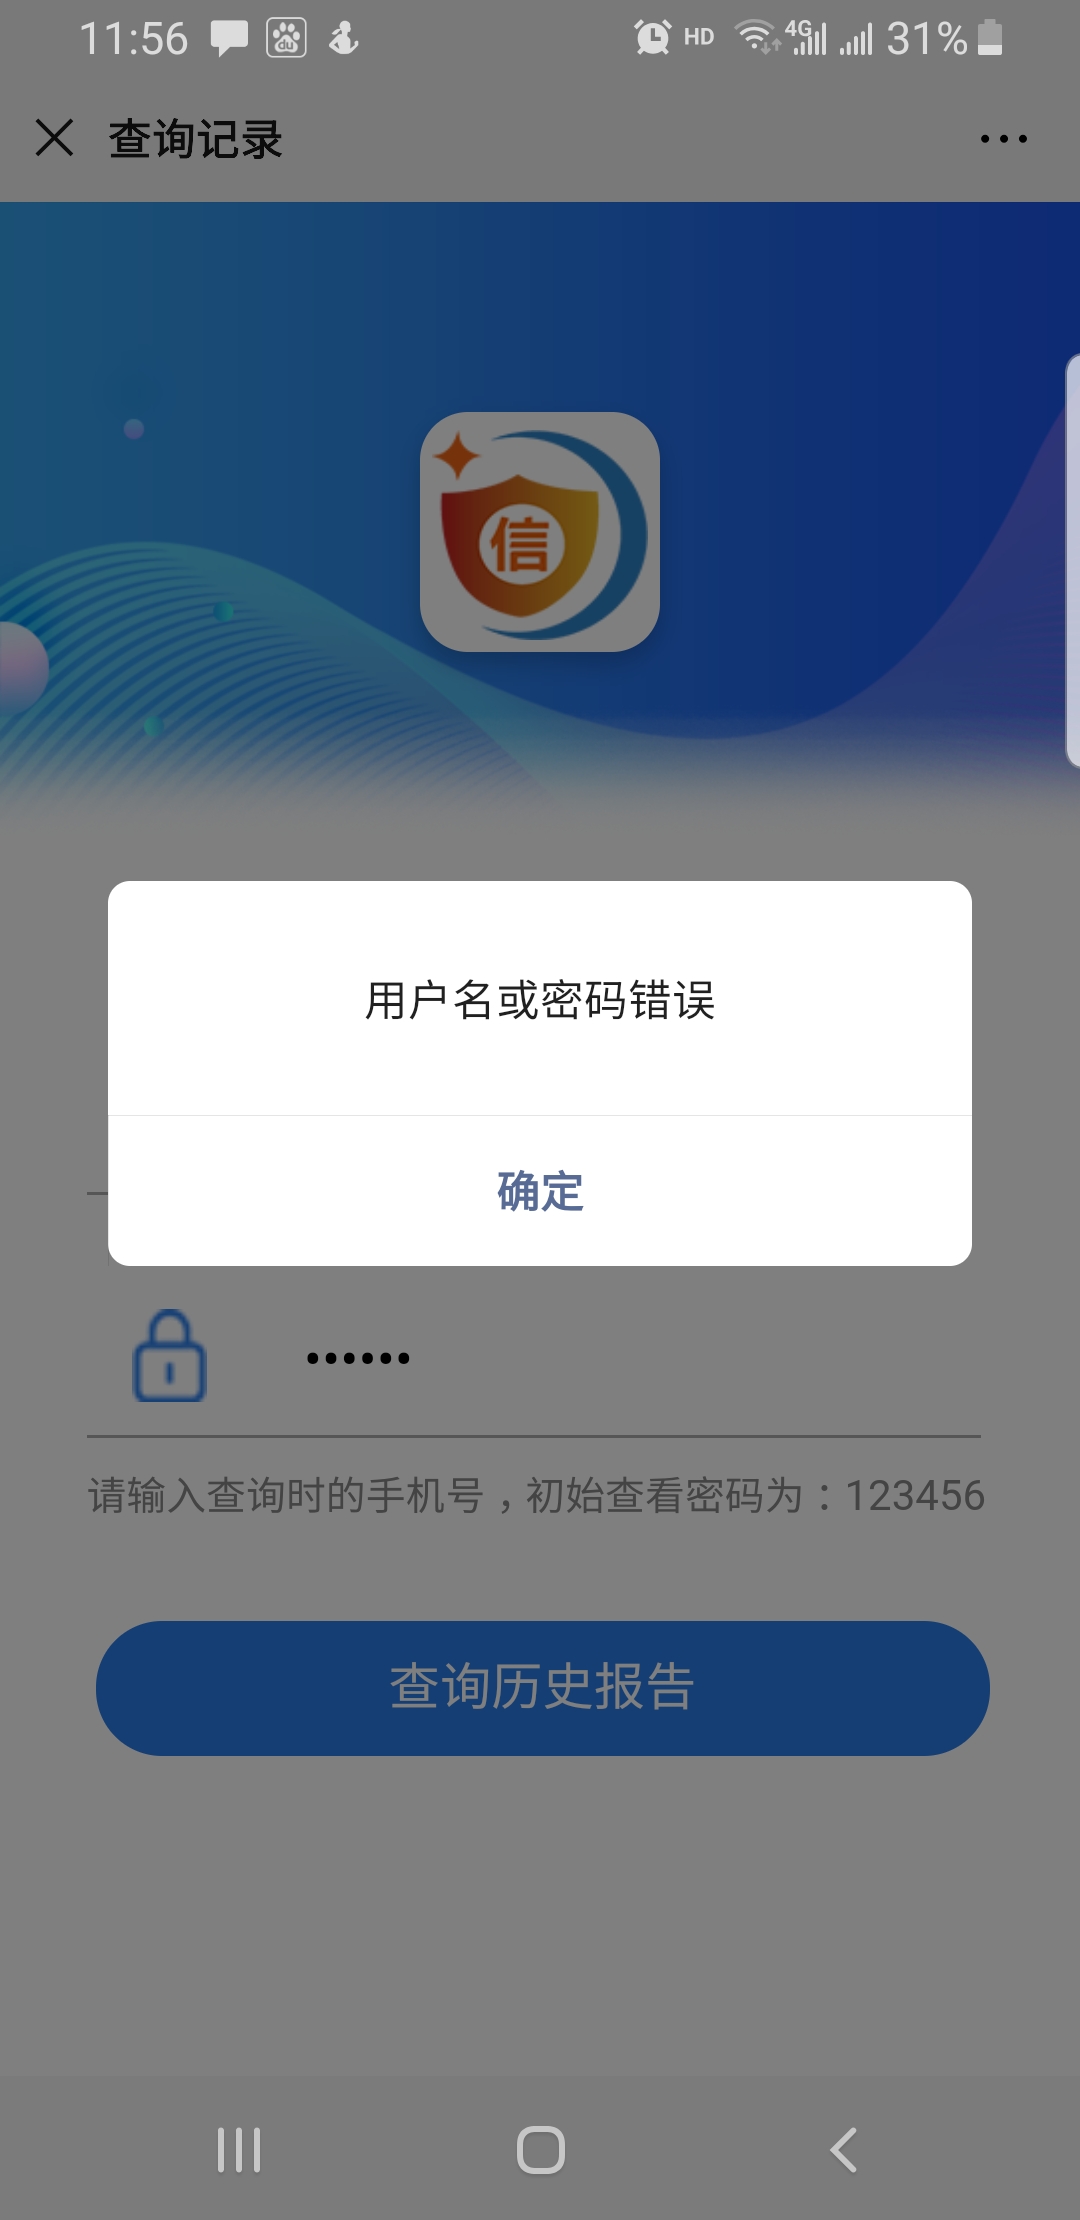 11:56
du
HD 4G 31%
查询记录
信
用户名或密码错误
确定
••••••
请输入查询时的手机号，初始查看密码为：123456
查询历史报告